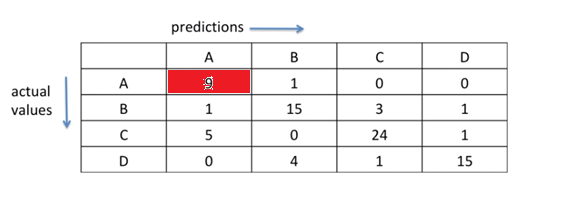 predictions
A B C D
actual
values
A 9 1 0 0
B 1 15 3 1
C 5 0 24 1
D 0 4 1 15